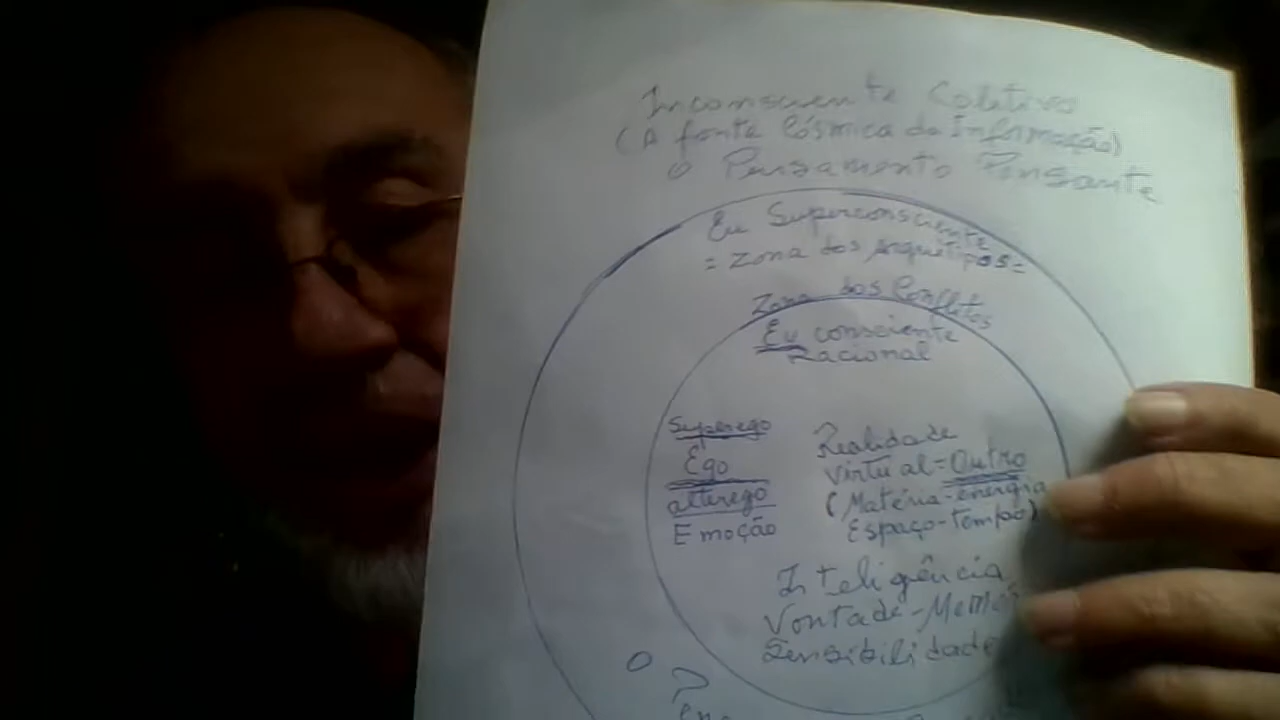 Inconsciente Coletivo
(A fonte Cósmica da Informação)
O Pensamento Pensante
Eu Superconsciente
= Zona dos Arquétipos =
Zona dos Conflitos
Eu consciente
Racional
Superego
Ego
alterego
Emoção
Realidade
virtual = Outro
(Matéria-energia
Espaço-tempo)
Inteligência
Vontade-Memó
Sensibilidade
O